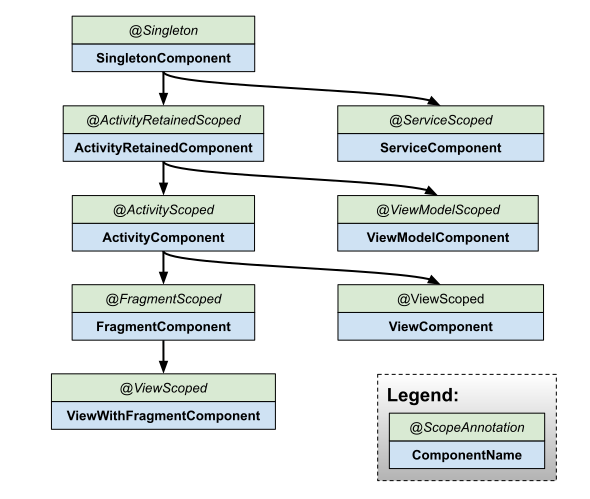 @Singleton
SingletonComponent
@ActivityRetainedScoped
ActivityRetainedComponent
@ServiceScoped
ServiceComponent
@ActivityScoped
ActivityComponent
@ViewModelScoped
ViewModelComponent
@FragmentScoped
FragmentComponent
@ViewScoped
ViewComponent
@ViewScoped
ViewWithFragmentComponent
Legend:
@ScopeAnnotation
ComponentName